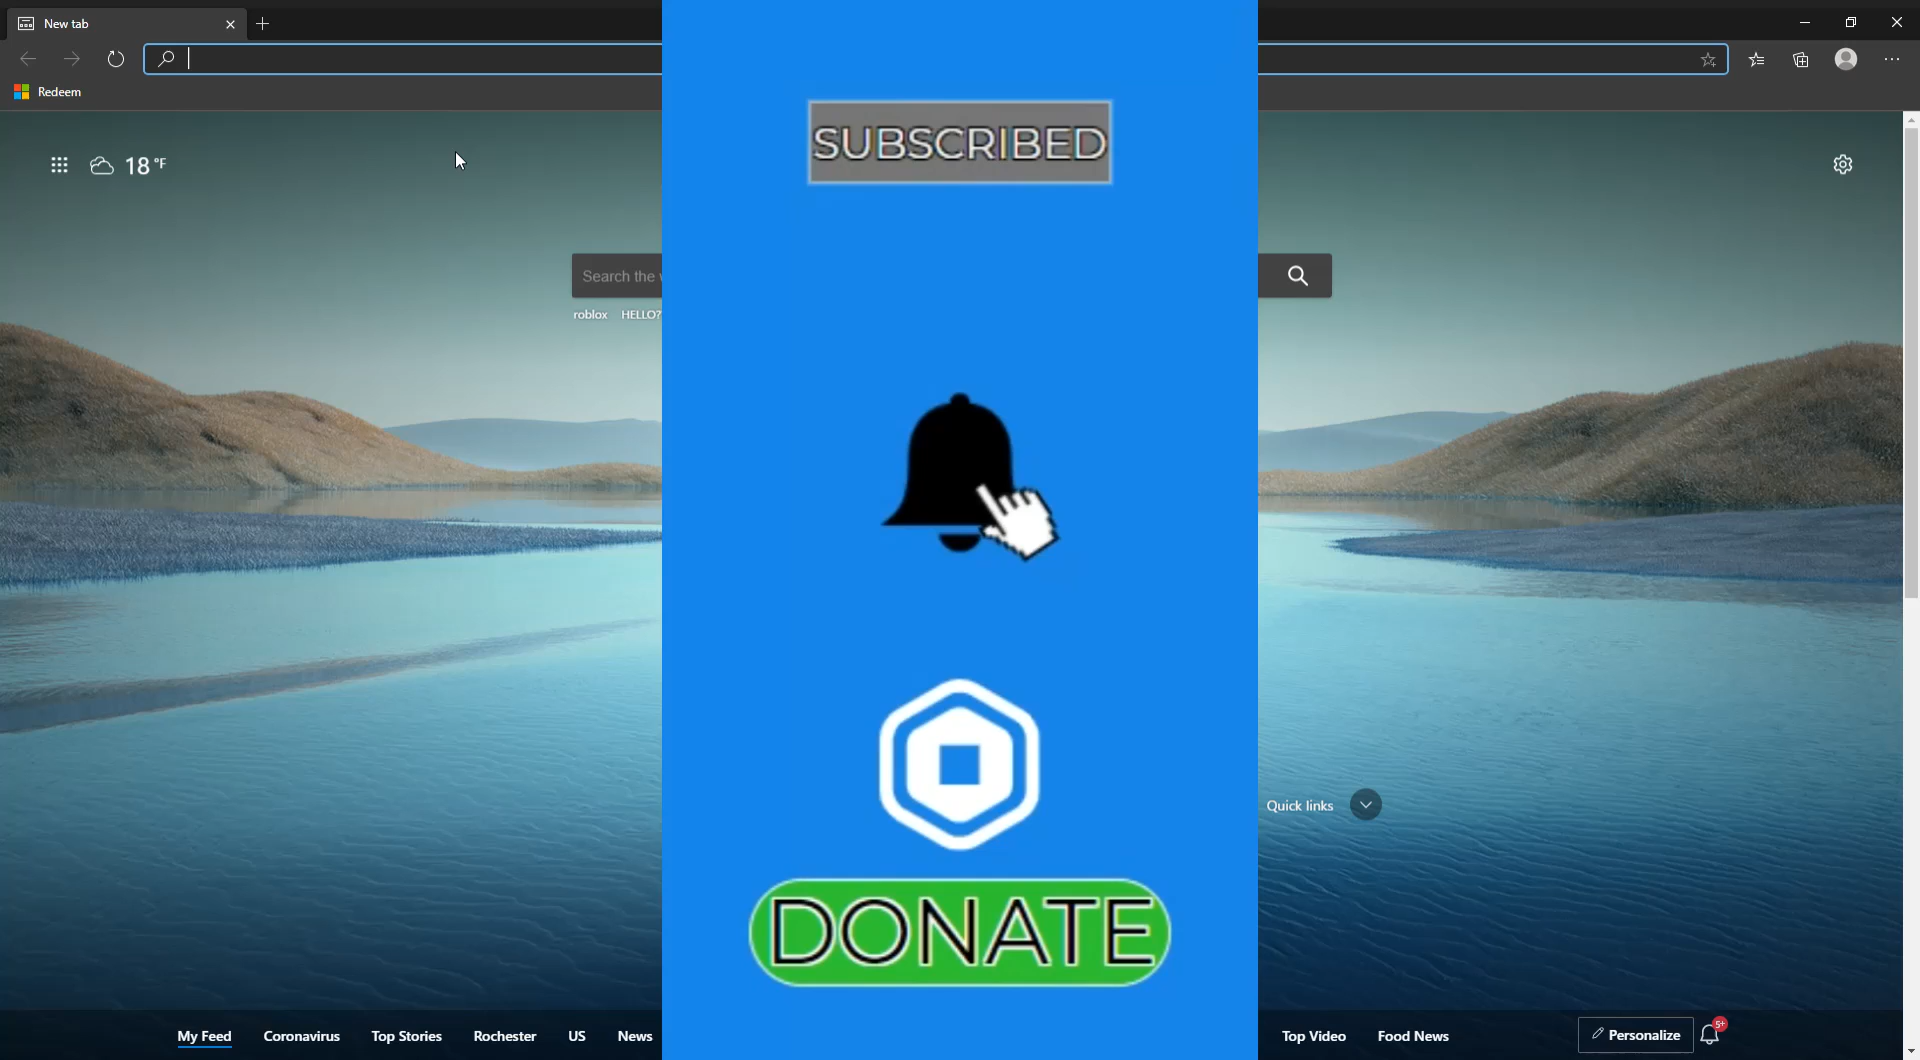 New tab
Redeem
SUBSCRIBED
18 °F
Search the
roblox HELLO?
Quick links
DONATE
My Feed Coronavirus Top Stories Rochester US News Top Video Food News Personalize 5+